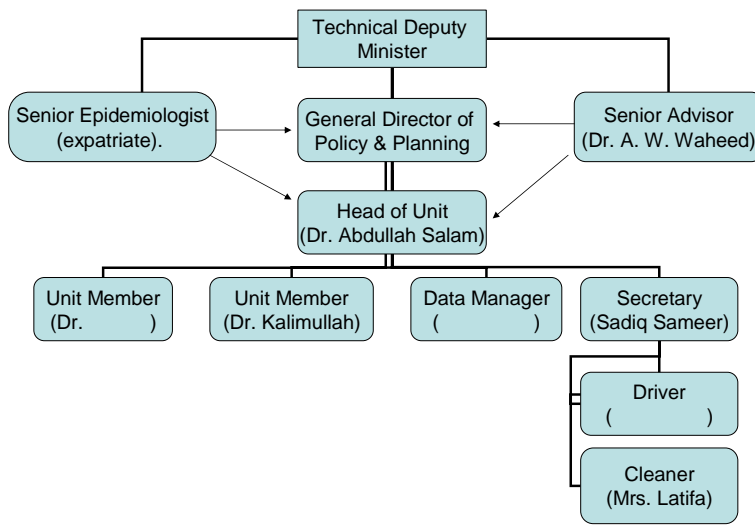 Technical Deputy
Minister
Senior Epidemiologist
(expatriate).
General Director of
Policy & Planning
Senior Advisor
(Dr. A. W. Waheed)
Head of Unit
(Dr. Abdullah Salam)
Unit Member
(Dr.          )
Unit Member
(Dr. Kalimullah)
Data Manager
(               )
Secretary
(Sadiq Sameer)
Driver
(               )
Cleaner
(Mrs. Latifa)